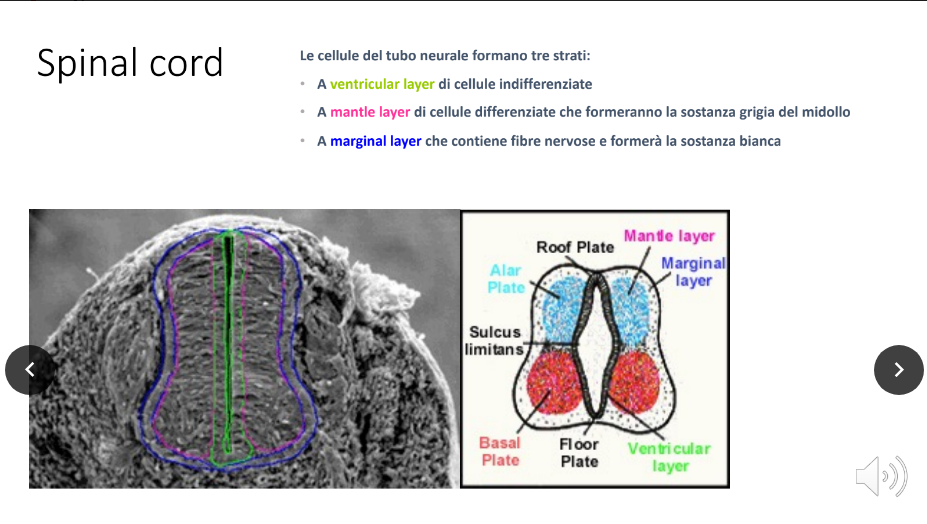 Spinal cord
Le cellule del tubo neurale formano tre strati:
• A ventricular layer di cellule indifferenziate
• A mantle layer di cellule differenziate che formeranno la sostanza grigia del midollo
• A marginal layer che contiene fibre nervose e formerà la sostanza bianca
Roof Plate
Mantle layer
Alar
Plate
Marginal
layer
Sulcus
limitans
Basal
Plate
Floor
Plate
Ventricular
layer